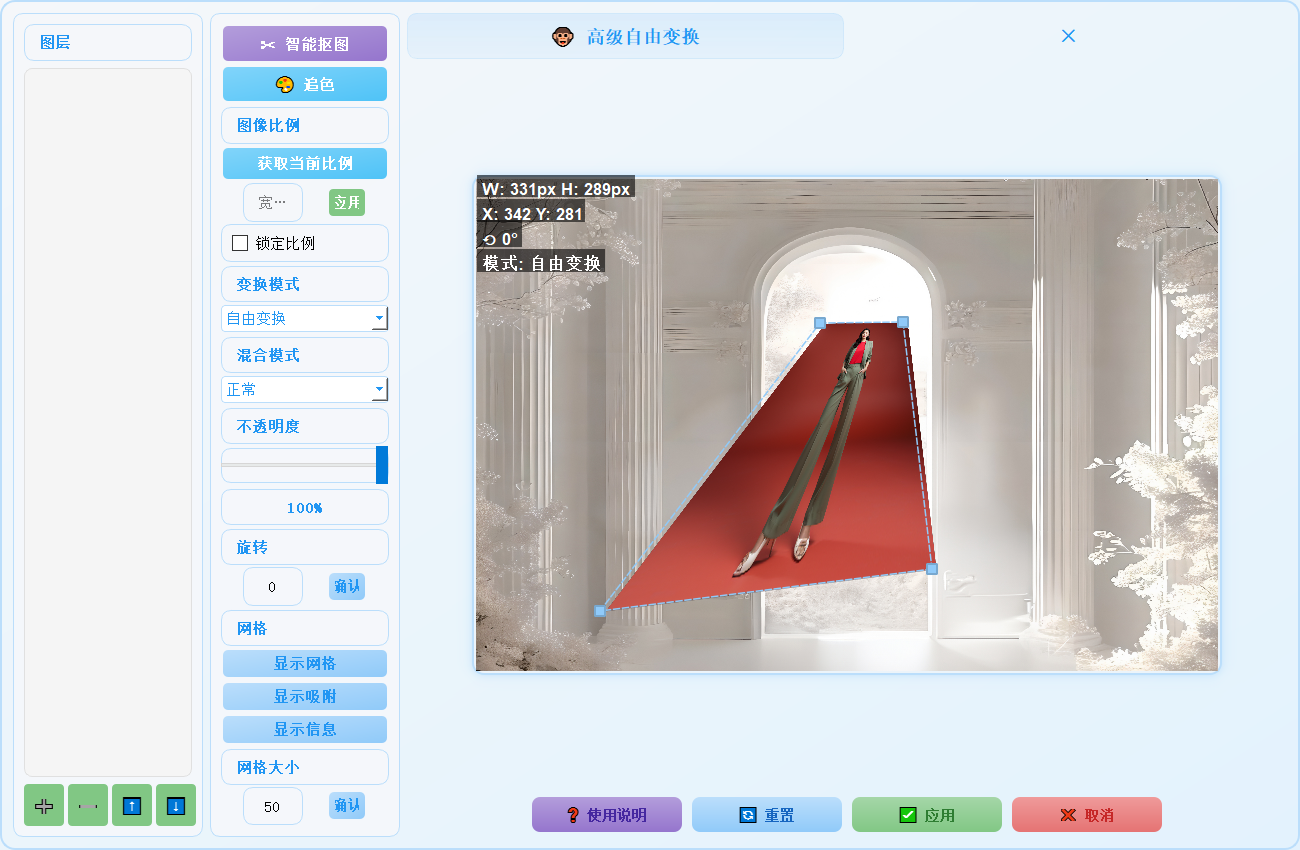 图层
智能抠图
追色
图像比例
获取当前比例
宽…
应用
锁定比例
变换模式
自由变换
混合模式
正常
不透明度
100%
旋转
0
确认
网格
显示网格
显示吸附
显示信息
网格大小
50
确认
高级自由变换
W: 331px H: 289px
X: 342 Y: 281
⟲ 0°
模式: 自由变换
使用说明
重置
应用
取消